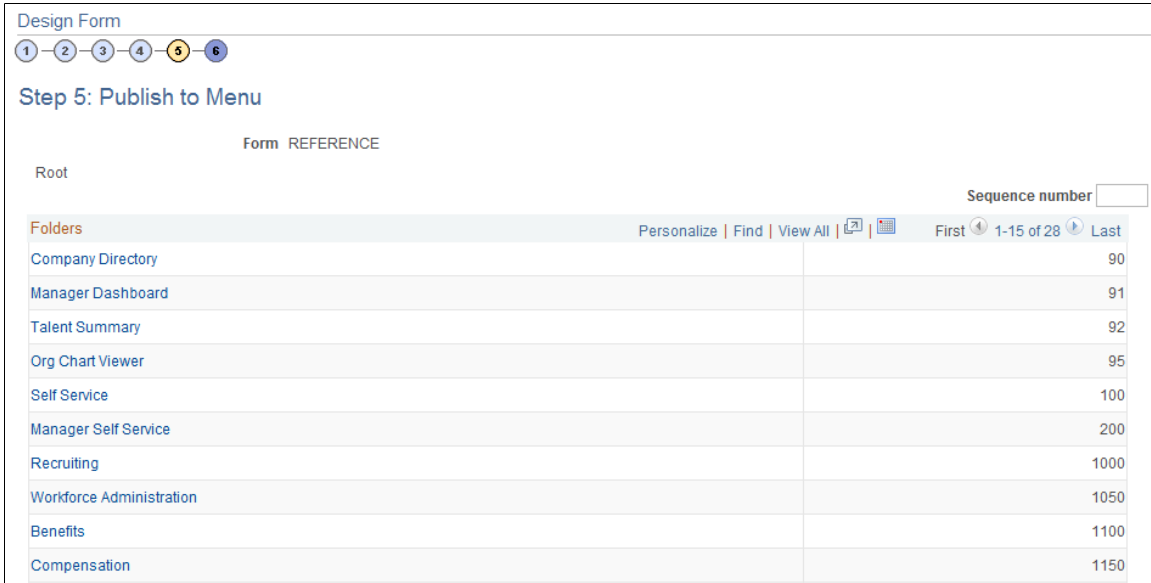 Design Form
1 2 3 4 5 6
Step 5: Publish to Menu
Form REFERENCE
Root
Sequence number
Folders Personalize | Find | View All | | First 1-15 of 28 Last
Company Directory 90
Manager Dashboard 91
Talent Summary 92
Org Chart Viewer 95
Self Service 100
Manager Self Service 200
Recruiting 1000
Workforce Administration 1050
Benefits 1100
Compensation 1150